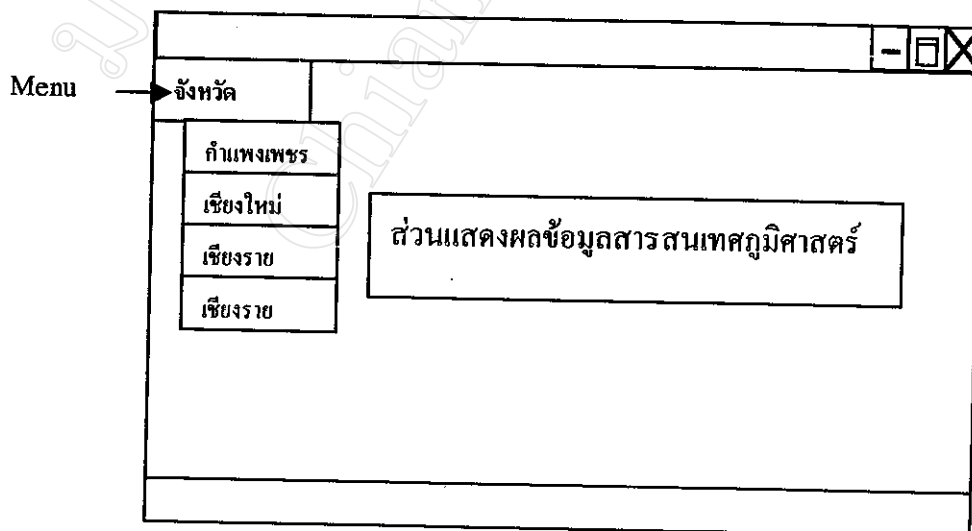 Menu
จังหวัด
กำแพงเพชร
เชียงใหม่
เชียงราย
เชียงราย
ส่วนแสดงผลข้อมูลสารสนเทศภูมิศาสตร์